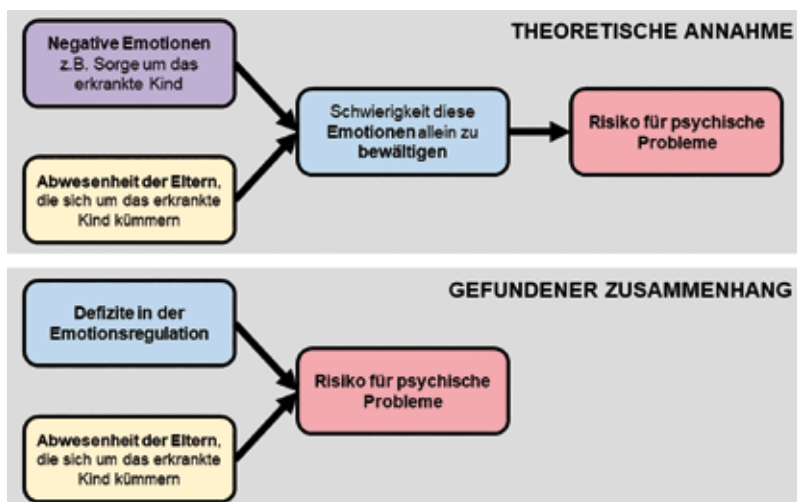 THEORETISCHE ANNAHME
Negative Emotionen
z.B. Sorge um das
erkrankte Kind
Abwesenheit der Eltern,
die sich um das erkrankte
Kind kümmern
Schwierigkeit diese
Emotionen allein zu
bewältigen
Risiko für psychische
Probleme
GEFUNDENER ZUSAMMENHANG
Defizite in der
Emotionsregulation
Abwesenheit der Eltern,
die sich um das erkrankte
Kind kümmern
Risiko für psychische
Probleme